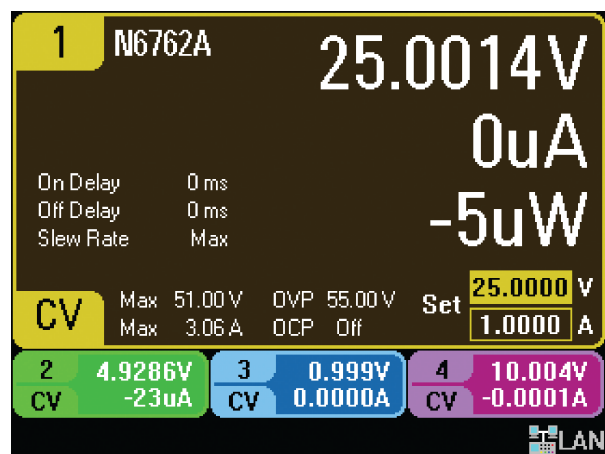 1 N6762A 25.0014V
0uA
On Delay 0 ms
Off Delay 0 ms
-5uW
Slew Rate Max
CV Max 51.00 V OVP 55.00 V Set 25.0000 V
Max 3.06 A OCP Off 1.0000 A
2 4.9286V 3 0.999V 4 10.004V
CV -23uA CV 0.0000A CV -0.0001A
LAN